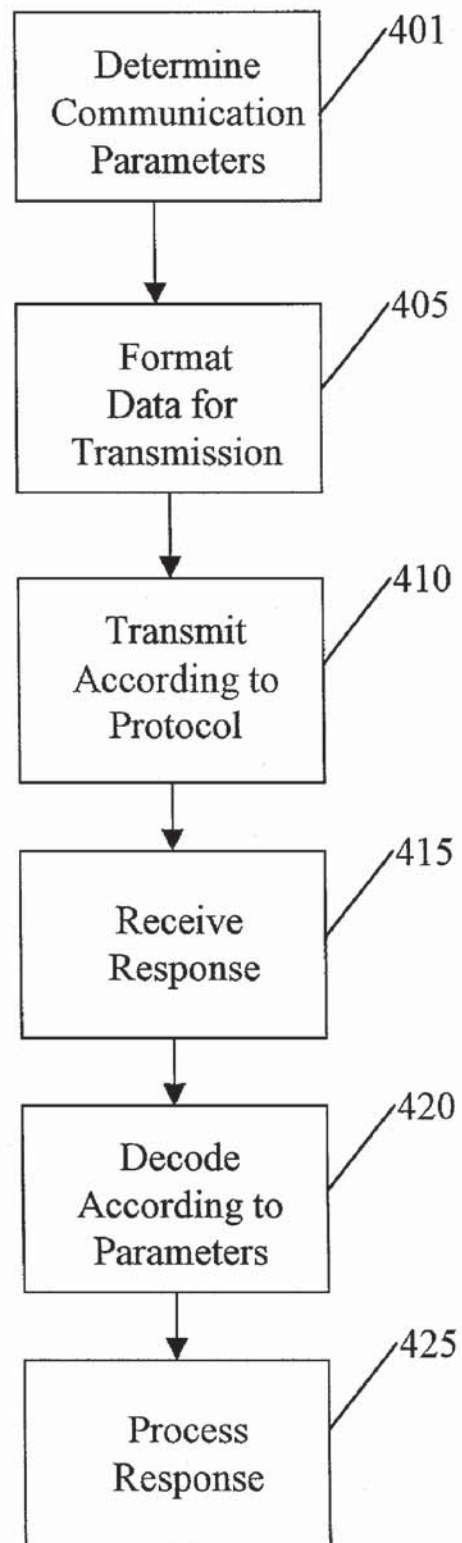 401
Determine
Communication
Parameters
405
Format
Data for
Transmission
410
Transmit
According to
Protocol
415
Receive
Response
420
Decode
According to
Parameters
425
Process
Response